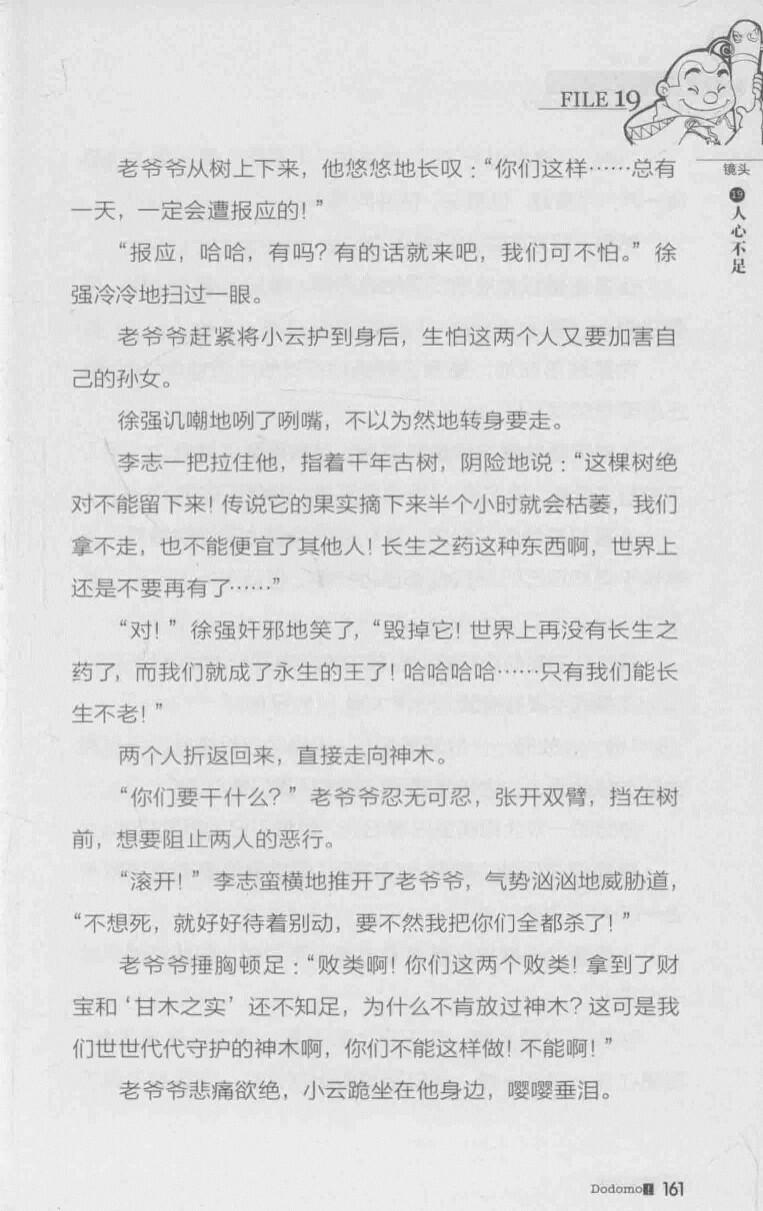 FILE 19
镜头
19
人心不足
老爷爷从树上下来，他悠悠地长叹：“你们这样……总有
一天，一定会遭报应的！”
“报应，哈哈，有吗？有的话就来吧，我们可不怕。”徐
强冷冷地扫过一眼。
老爷爷赶紧将小云护到身后，生怕这两个人又要加害自
己的孙女。
徐强讥嘲地咧了咧嘴，不以为然地转身要走。
李志一把拉住他，指着千年古树，阴险地说：“这棵树绝
对不能留下来！传说它的果实摘下来半个小时就会枯萎，我们
拿不走，也不能便宜了其他人！长生之药这种东西啊，世界上
还是不要再有了……”
“对！”徐强奸邪地笑了，“毁掉它！世界上再没有长生之
药了，而我们就成了永生的王了！哈哈哈哈……只有我们能长
生不老！”
两个人折返回来，直接走向神木。
“你们要干什么？”老爷爷忍无可忍，张开双臂，挡在树
前，想要阻止两人的恶行。
“滚开！”李志蛮横地推开了老爷爷，气势汹汹地威胁道，
“不想死，就好好待着别动，要不然我把你们全都杀了！”
老爷爷捶胸顿足：“败类啊！你们这两个败类！拿到了财
宝和‘甘木之实’还不知足，为什么不肯放过神木？这可是我
们世世代代守护的神木啊，你们不能这样做！不能啊！”
老爷爷悲痛欲绝，小云跪坐在他身边，嘤嘤垂泪。
Dodomo! 161